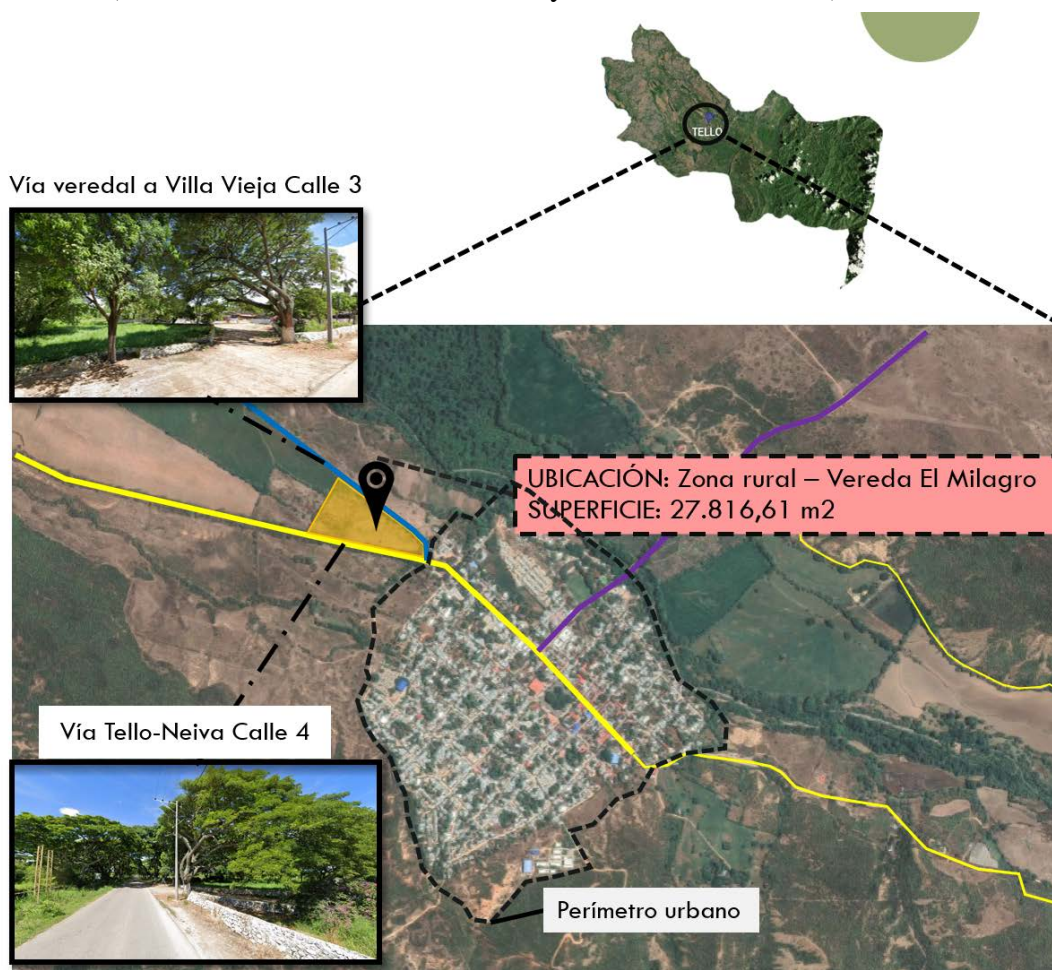 TELLO
Vía veredal a Villa Vieja Calle 3
UBICACIÓN: Zona rural – Vereda El Milagro
SUPERFICIE: 27.816,61 m2
Vía Tello-Neiva Calle 4
Perímetro urbano